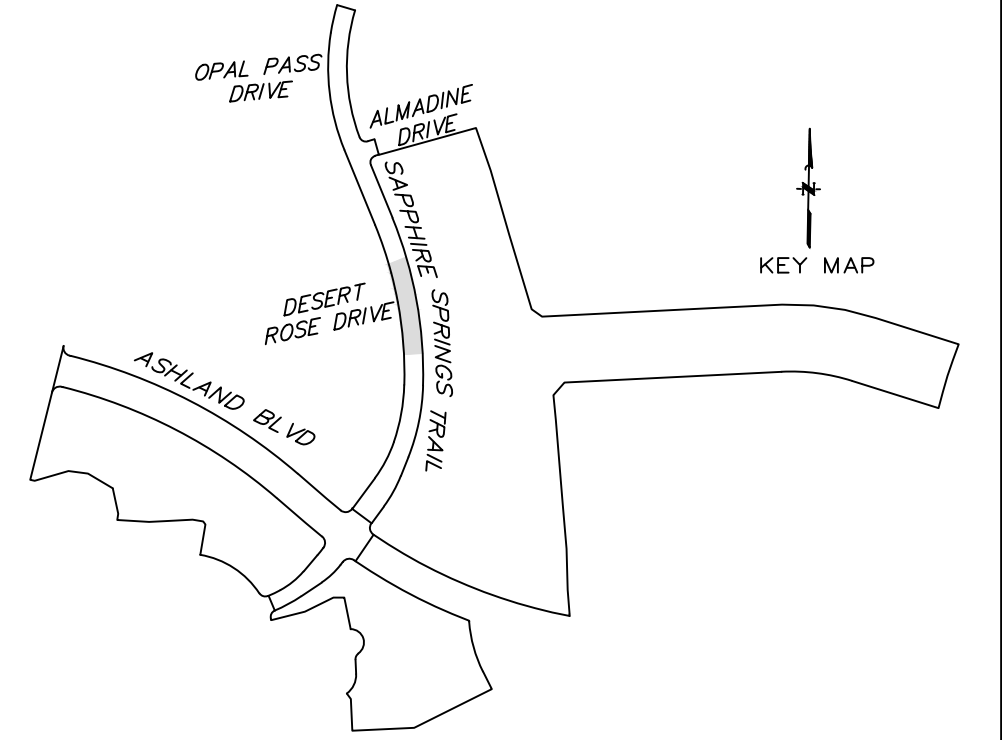 OPAL PASS
DRIVE
ALMADINE
DRIVE
SAPPHIRE SPRINGS TRAIL
N
KEY MAP
DESERT
ROSE DRIVE
ASHLAND BLVD